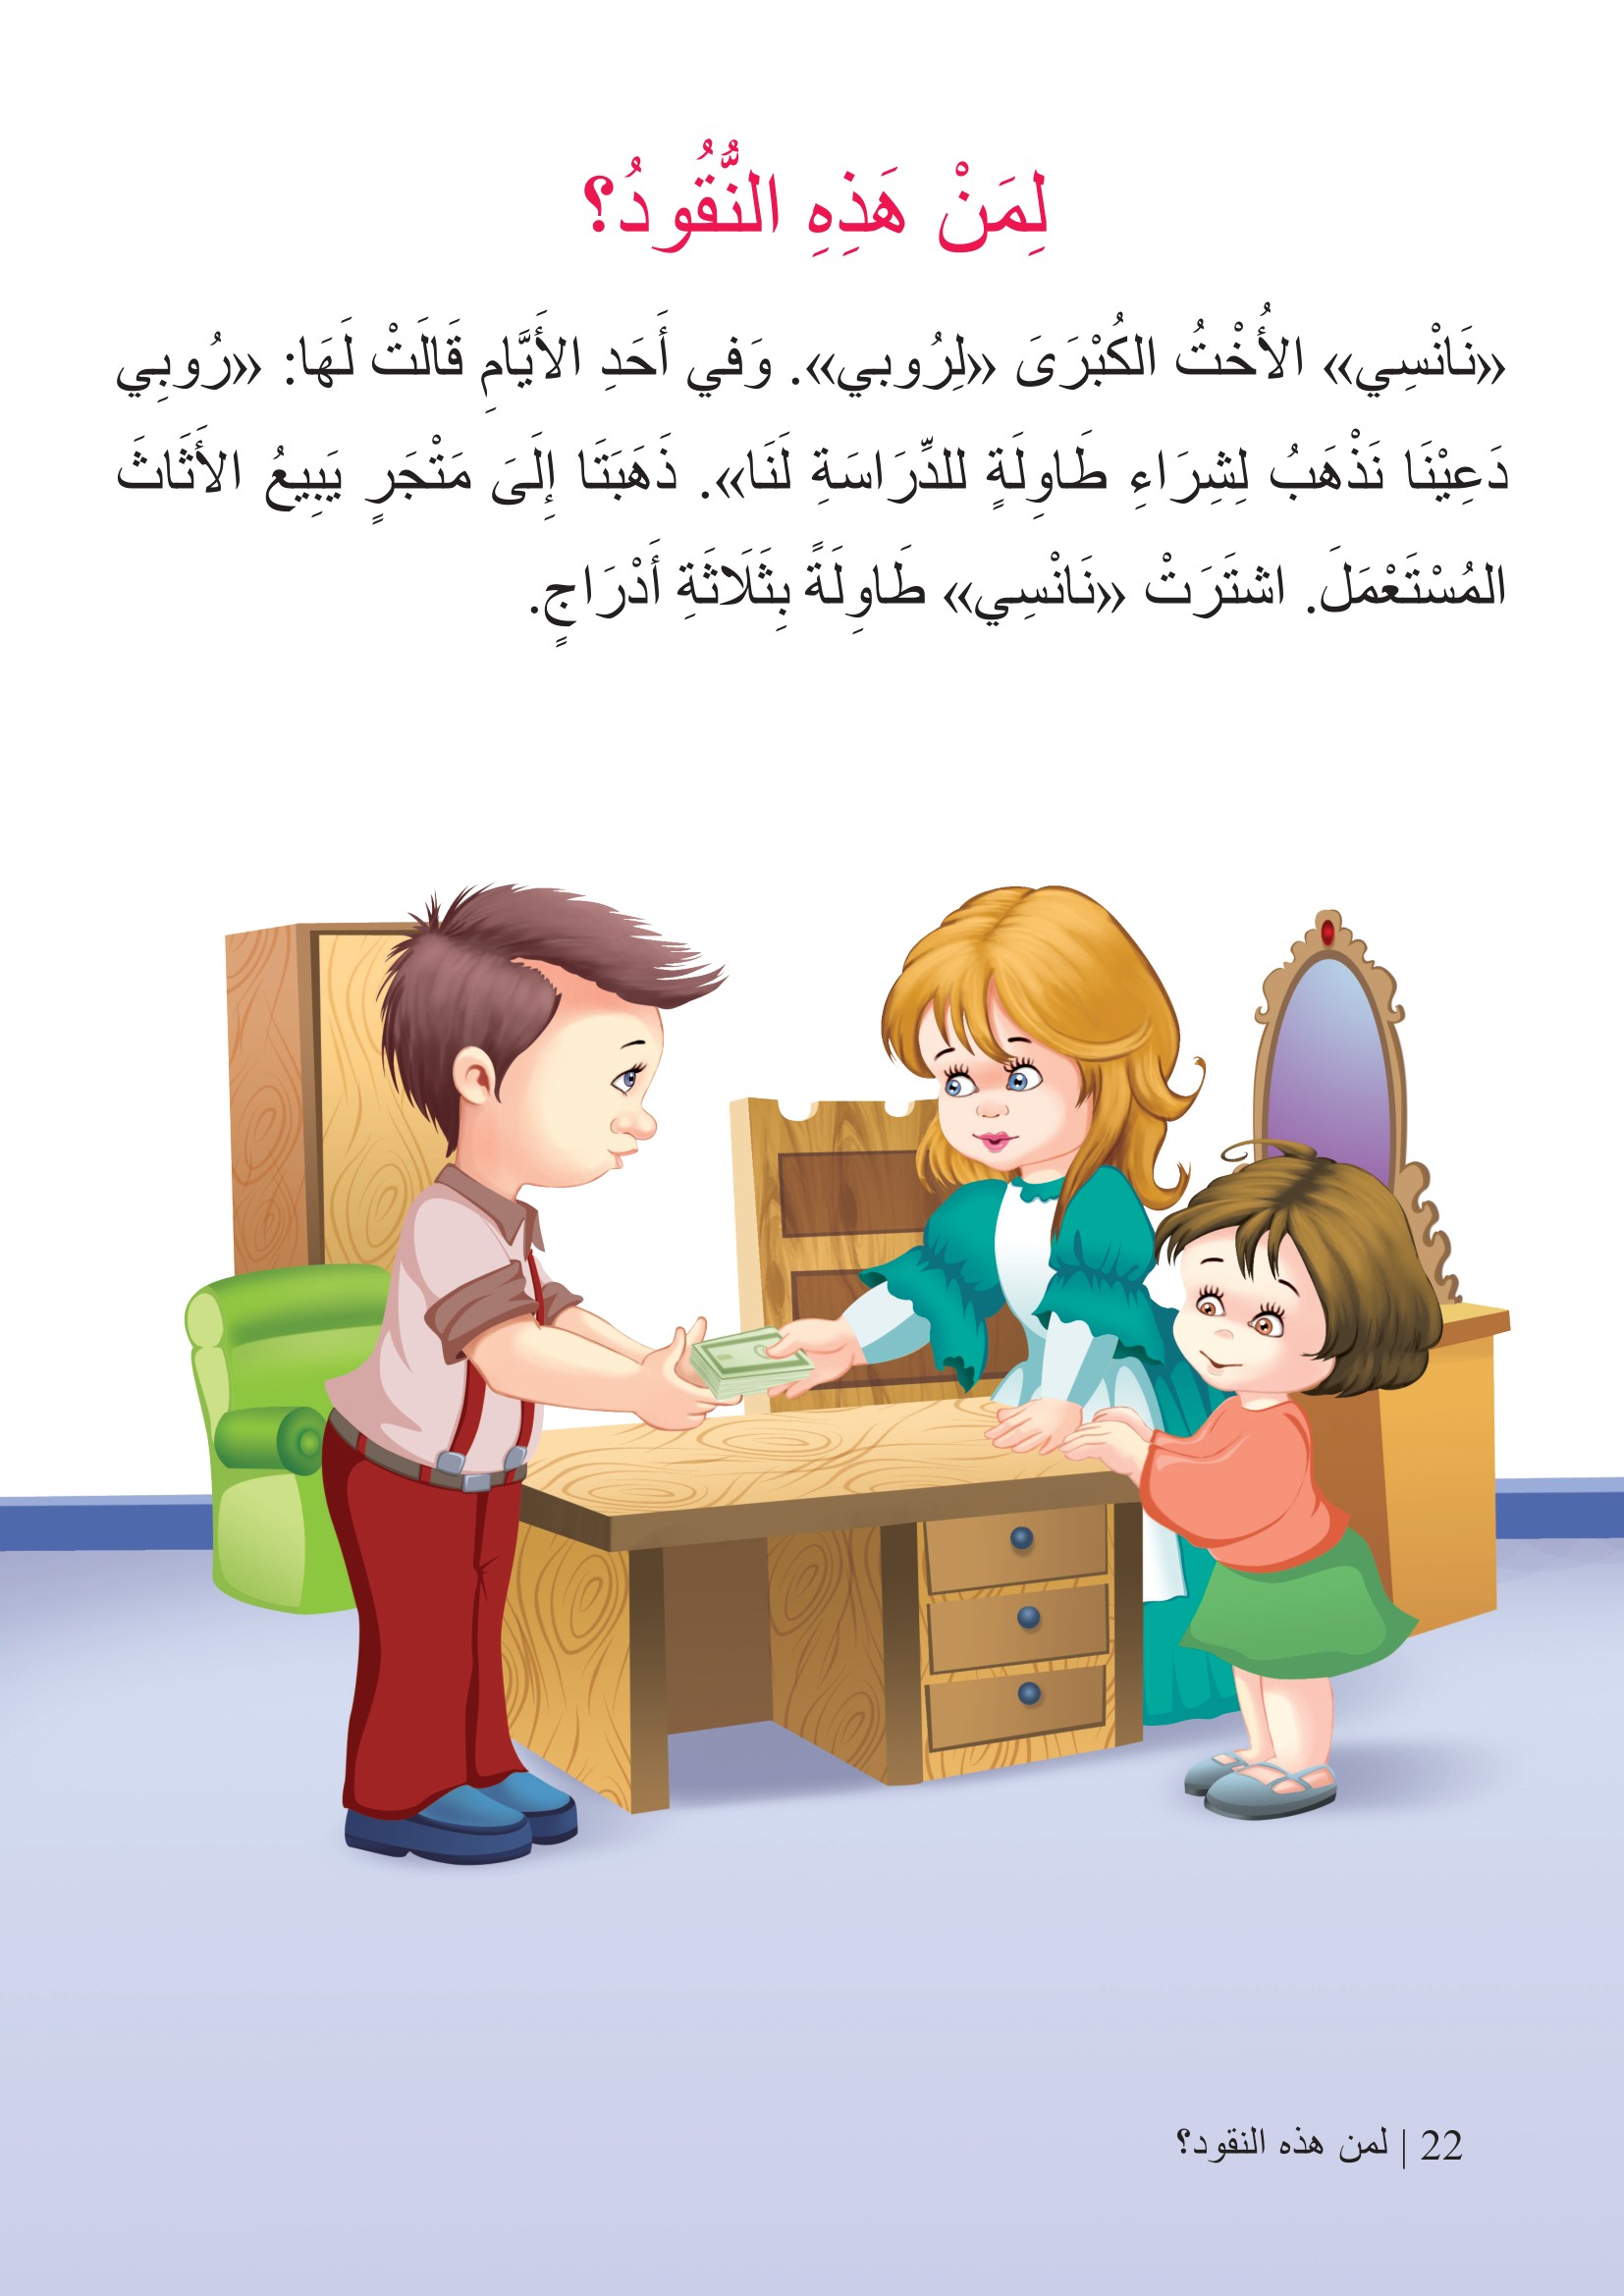 لِمَنْ هَذِهِ النُّقُودُ؟
«نَانْسِي» الأُخْتُ الكُبْرَىَ «لِرُوبي». وَفي أَحَدِ الأَيَّامِ قَالَتْ لَهَا: «رُوبِي
دَعِيْنَا نَذْهَبُ لِشِرَاءِ طَاوِلَةٍ للدِّرَاسَةِ لَنَا». ذَهَبَتَا إِلَىَ مَتْجَرٍ يَبِيعُ الأَثَاثَ
المُسْتَعْمَلَ. اشتَرَتْ «نَانْسِي» طَاوِلَةً بِثَلَاثَةِ أَدْرَاجٍ.
22 | لمن هذه النقود؟